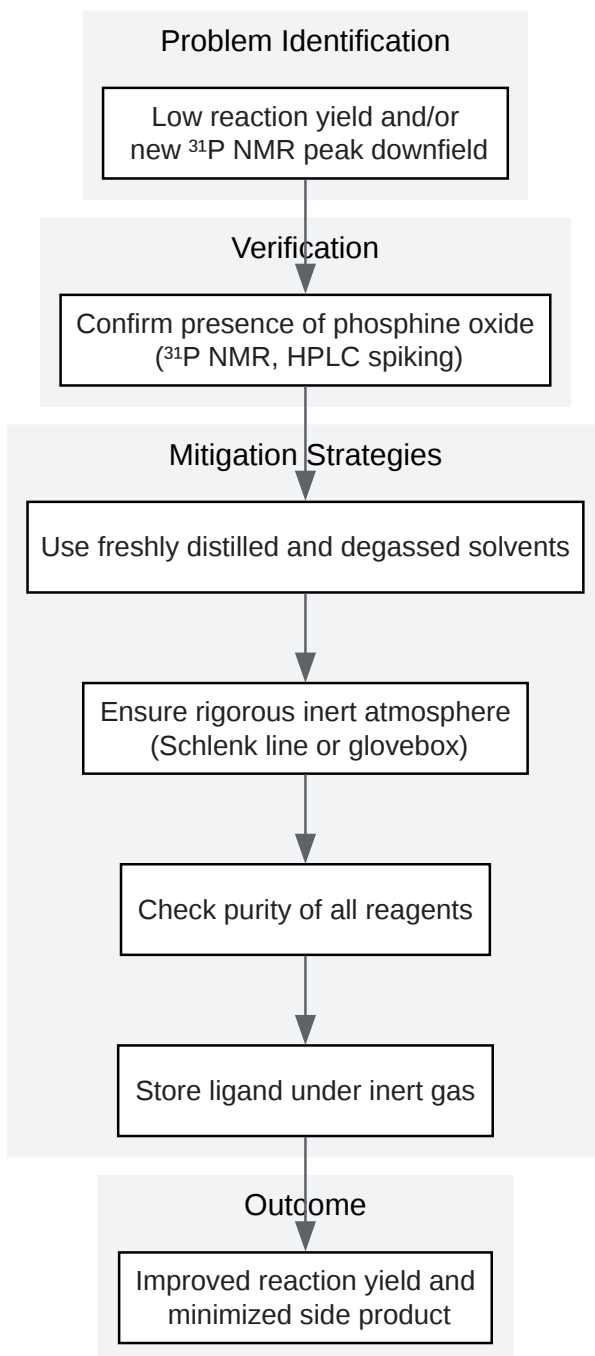 Problem Identification
Low reaction yield and/or
new ³¹P NMR peak downfield
Verification
Confirm presence of phosphine oxide
(³¹P NMR, HPLC spiking)
Mitigation Strategies
Use freshly distilled and degassed solvents
Ensure rigorous inert atmosphere
(Schlenk line or glovebox)
Check purity of all reagents
Store ligand under inert gas
Outcome
Improved reaction yield and
minimized side product